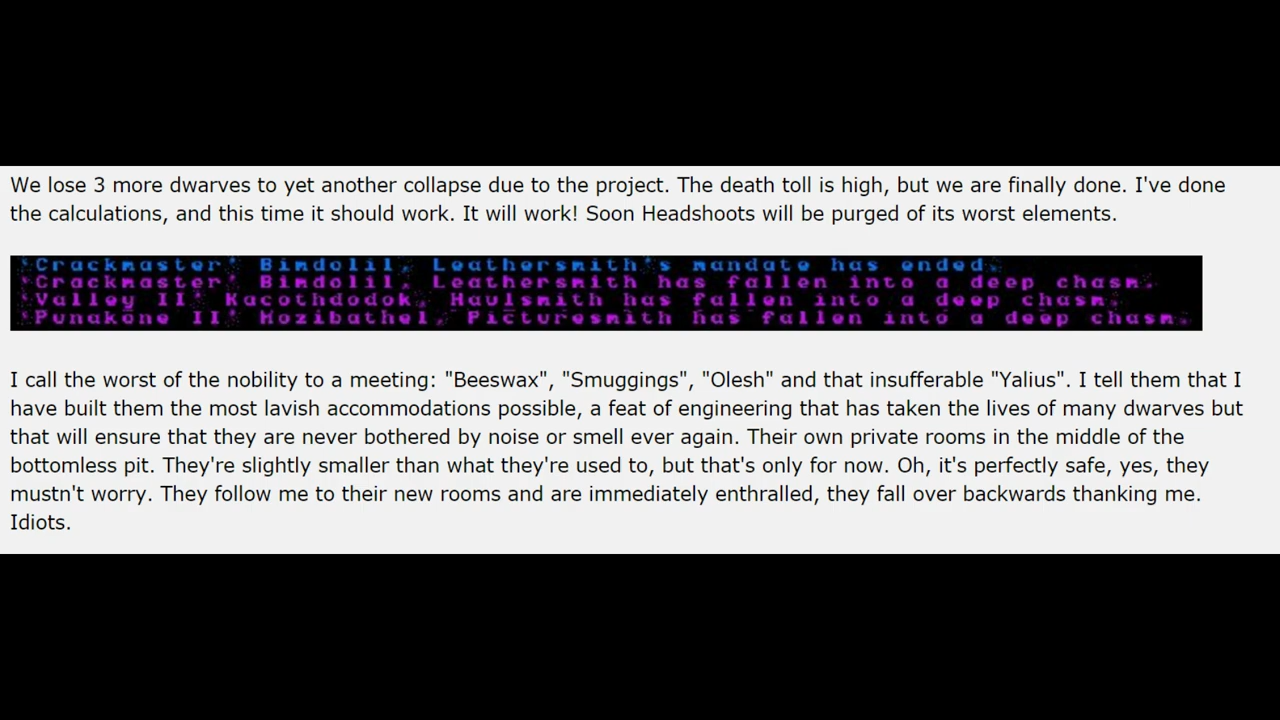 We lose 3 more dwarves to yet another collapse due to the project. The death toll is high, but we are finally done. I've done
the calculations, and this time it should work. It will work! Soon Headshoots will be purged of its worst elements.
'Crackmaster' Bimdolil, Leathersmith's mandate has ended.
'Crackmaster' Bimdolil, Leathersmith has fallen into a deep chasm.
'Valley II' Kacothdodok, Haulsmith has fallen into a deep chasm.
'Punakone II' Mozibathel, Picturesmith has fallen into a deep chasm.
I call the worst of the nobility to a meeting: "Beeswax", "Smuggings", "Olesh" and that insufferable "Yalius". I tell them that I
have built them the most lavish accommodations possible, a feat of engineering that has taken the lives of many dwarves but
that will ensure that they are never bothered by noise or smell ever again. Their own private rooms in the middle of the
bottomless pit. They're slightly smaller than what they're used to, but that's only for now. Oh, it's perfectly safe, yes, they
mustn't worry. They follow me to their new rooms and are immediately enthralled, they fall over backwards thanking me.
Idiots.